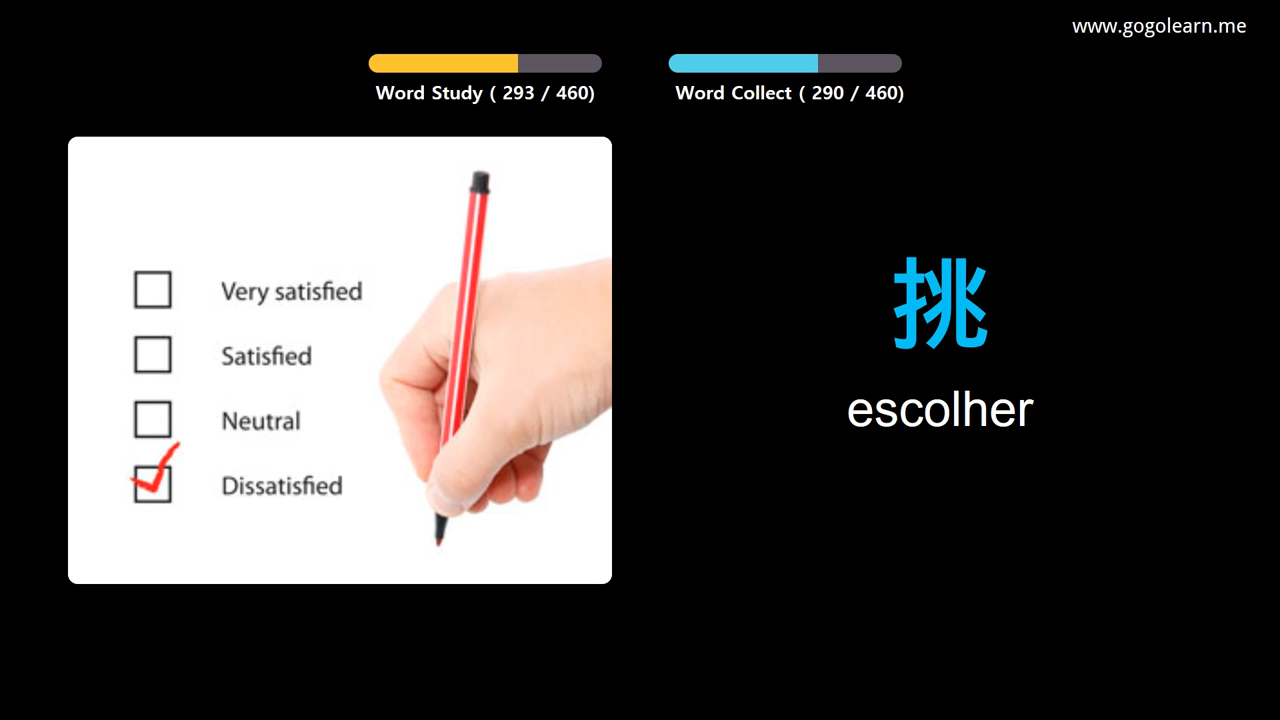 www.gogolearn.me
Word Study ( 293 / 460)
Word Collect ( 290 / 460)
Very satisfied
Satisfied
Neutral
Dissatisfied
挑
escolher